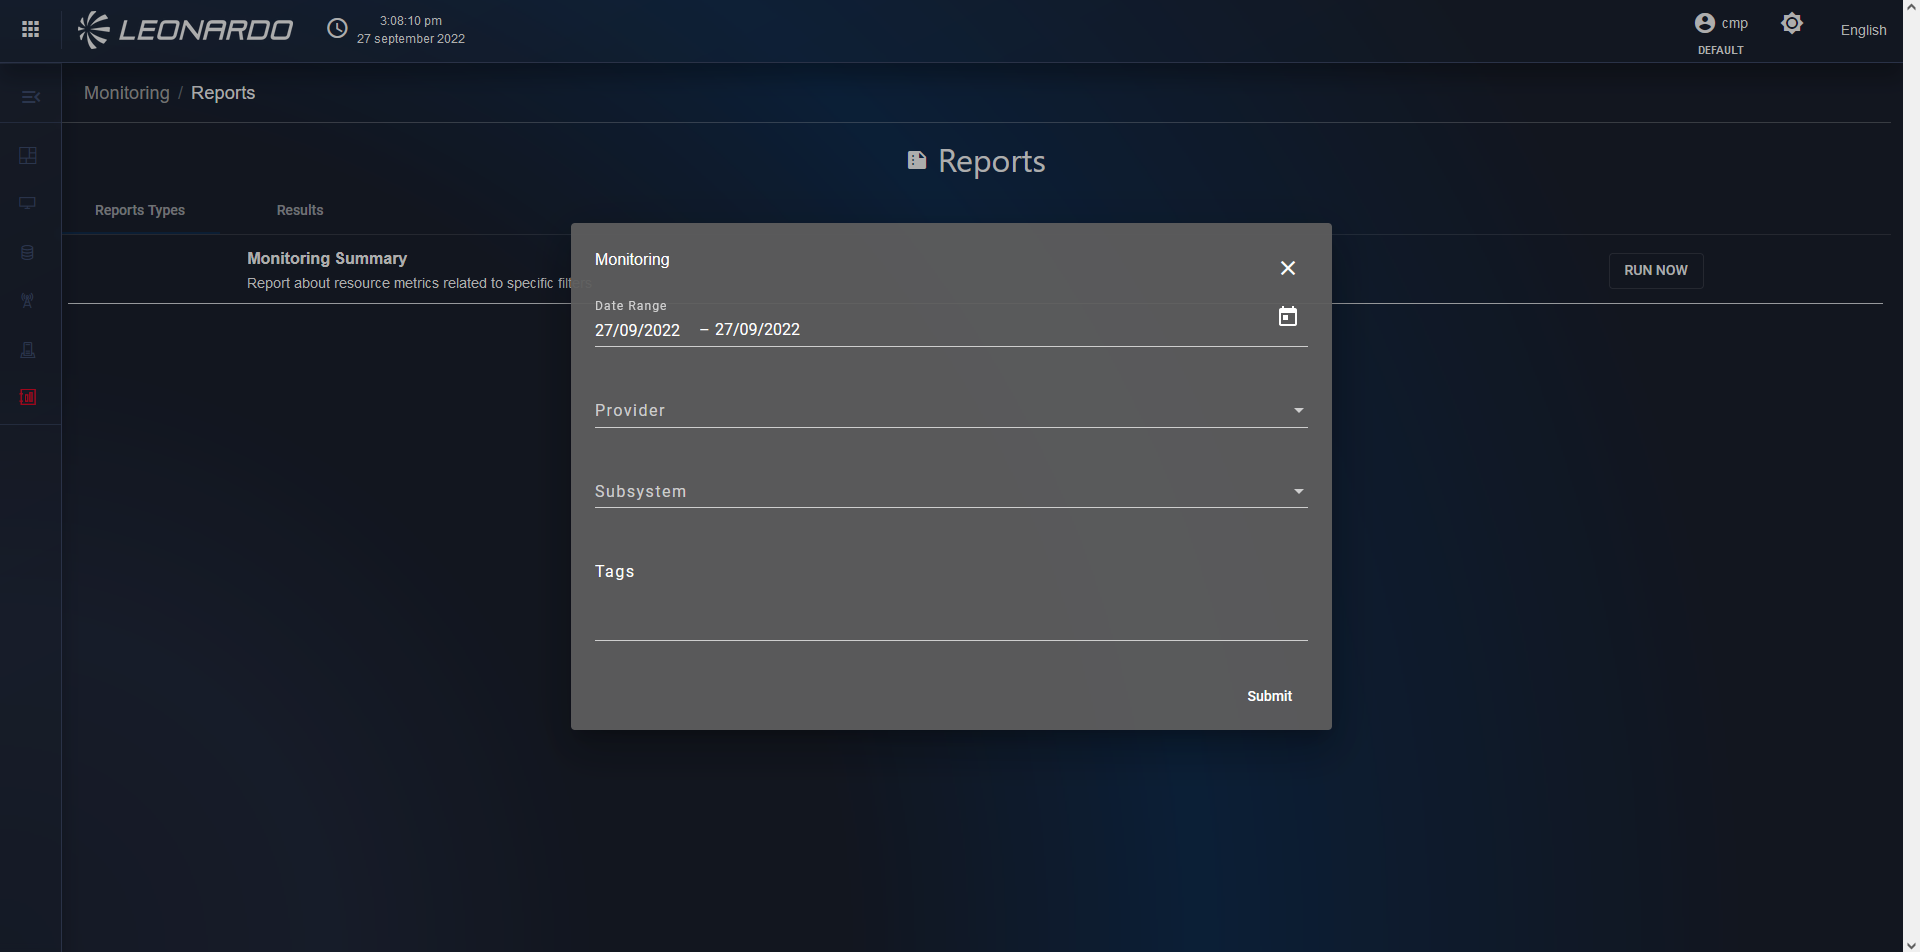 LEONARDO
3:08:10 pm
27 september 2022
cmp
DEFAULT
English
Monitoring / Reports
Reports
Reports Types
Results
Monitoring Summary
Report about resource metrics related to specific filters
RUN NOW
Monitoring
Date Range
27/09/2022 – 27/09/2022
Provider
Subsystem
Tags
Submit